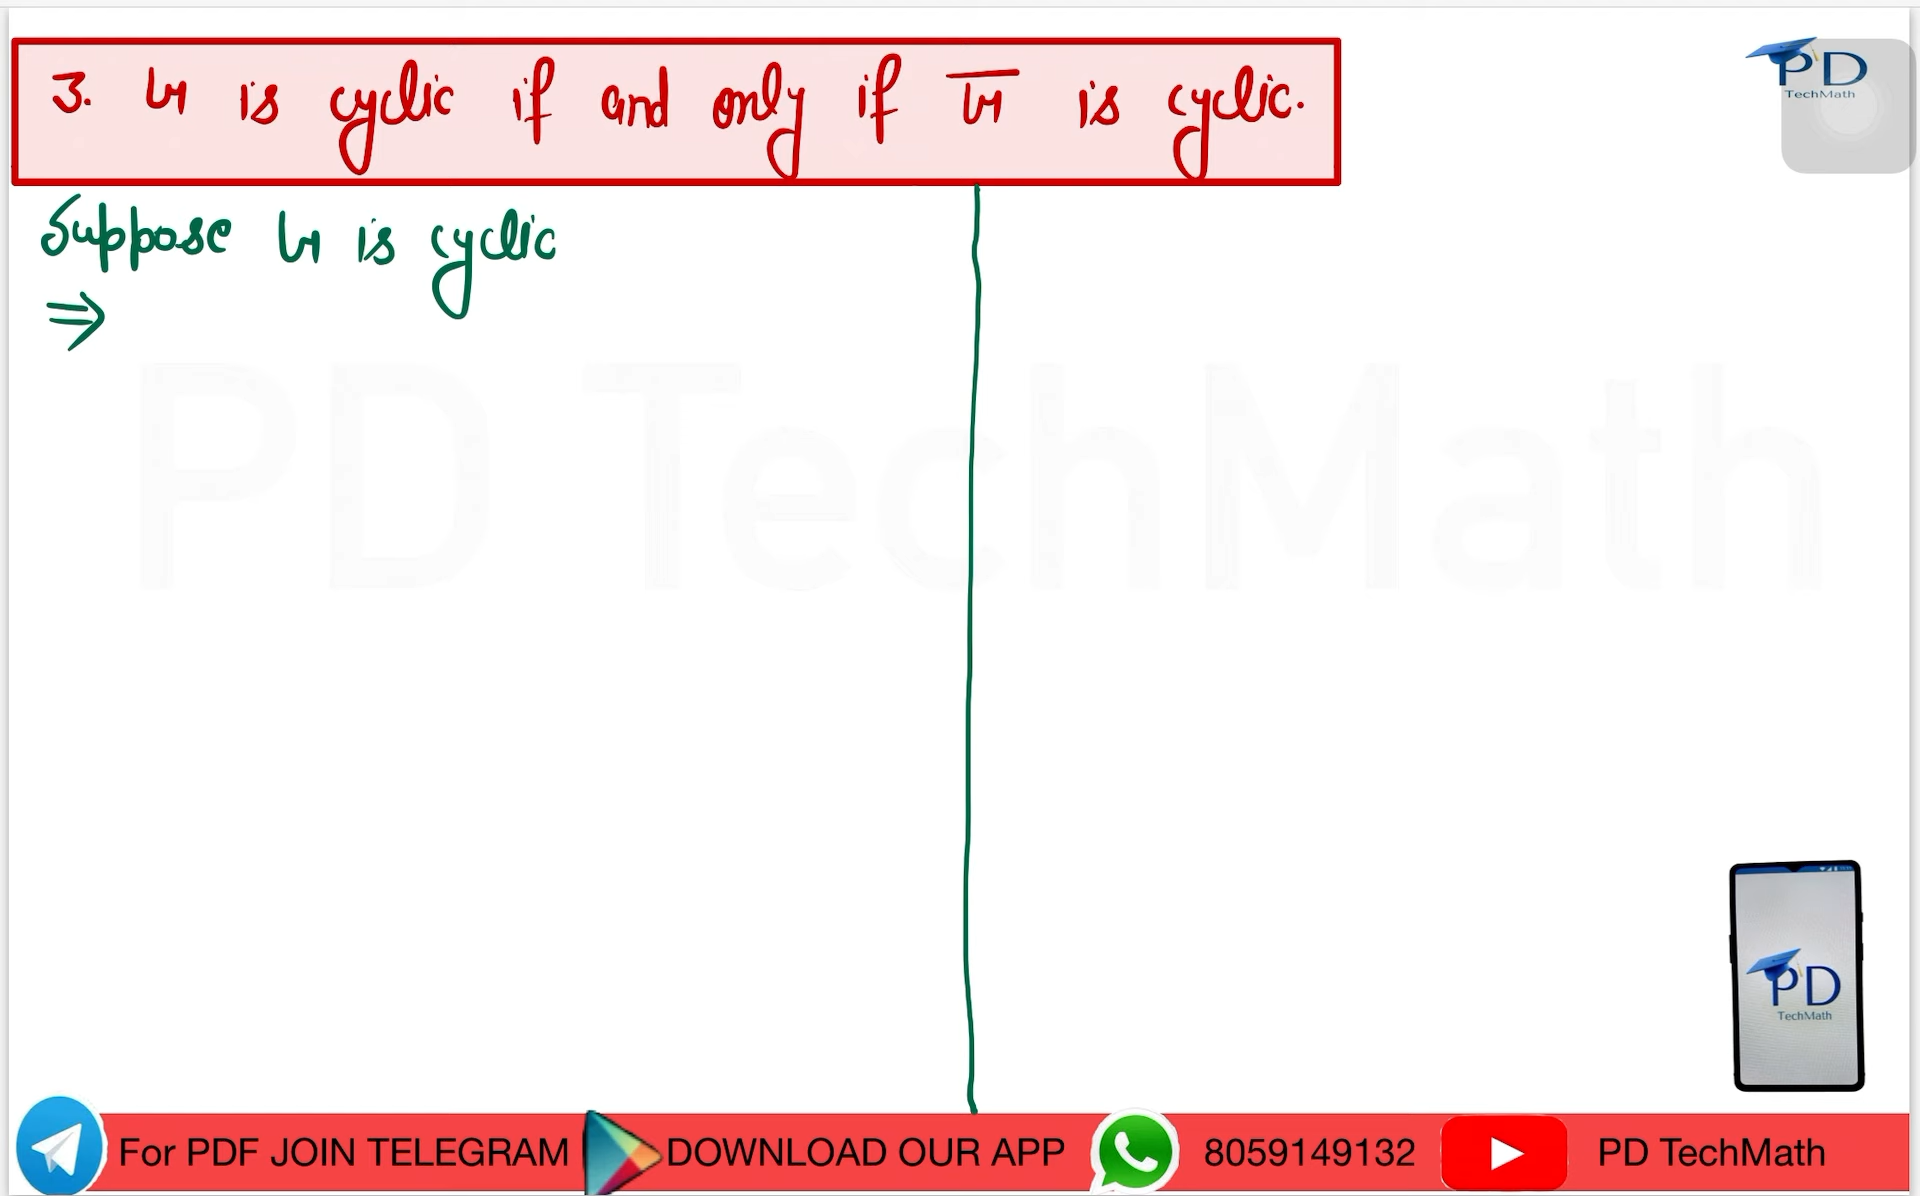 3. G is cyclic if and only if G̅ is cyclic.
PD
TechMath
Suppose G is cyclic
⇒
PD TechMath
PD
TechMath
For PDF JOIN TELEGRAM DOWNLOAD OUR APP 8059149132 PD TechMath